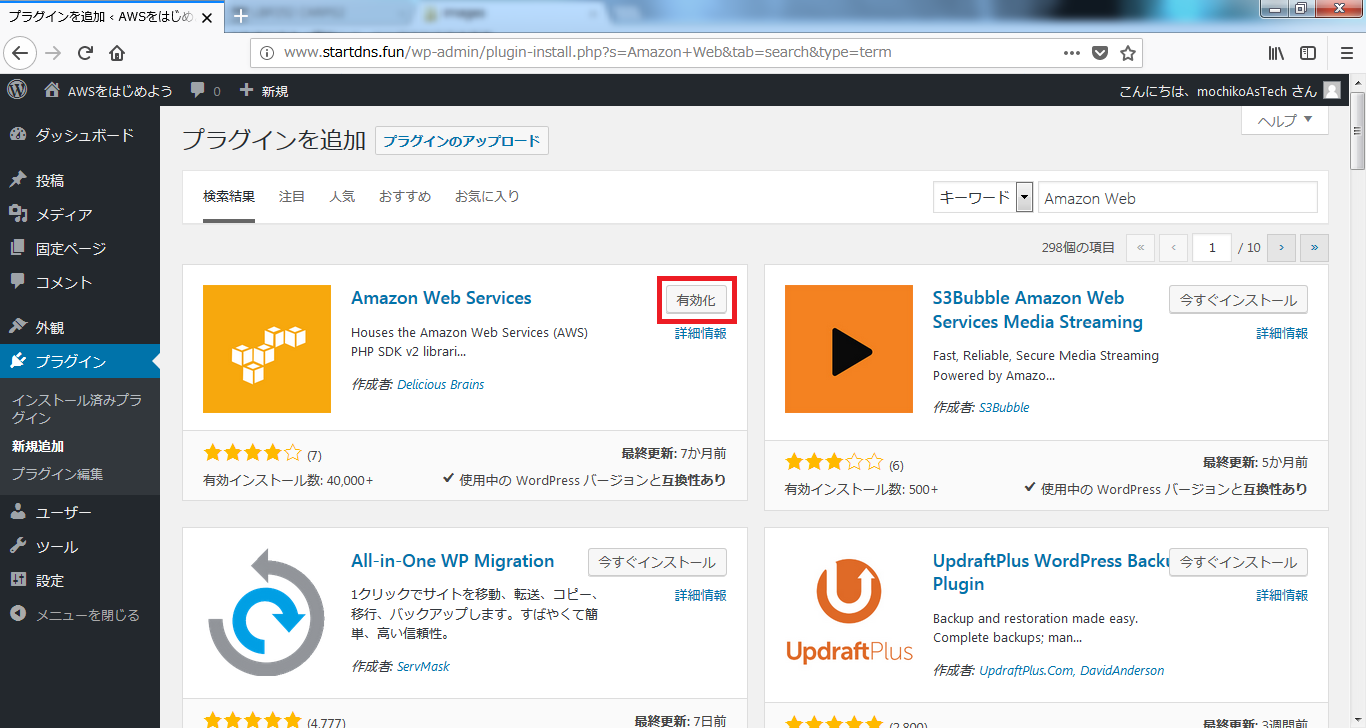 プラグインを追加 ‹ AWSをはじめ
images
www.startdns.fun/wp-admin/plugin-install.php?s=Amazon+Web&tab=search&type=term
AWSをはじめよう 0 新規 こんにちは、mochikoAsTech さん
ヘルプ
ダッシュボード
投稿
メディア
固定ページ
コメント
外観
プラグイン
インストール済みプラ
グイン
新規追加
プラグイン編集
ユーザー
ツール
設定
メニューを閉じる
プラグインを追加 プラグインのアップロード
検索結果 注目 人気 おすすめ お気に入り キーワード Amazon Web
298個の項目 « ‹ 1 / 10 › »
Amazon Web Services
有効化
詳細情報
Houses the Amazon Web Services (AWS)
PHP SDK v2 librari...
作成者: Delicious Brains
(7)
最終更新: 7か月前
有効インストール数: 40,000+
使用中の WordPress バージョンと互換性あり
S3Bubble Amazon Web
Services Media Streaming
今すぐインストール
詳細情報
Fast, Reliable, Secure Media Streaming
Powered by Amazo...
作成者: S3Bubble
(6)
最終更新: 5か月前
有効インストール数: 500+
使用中の WordPress バージョンと互換性あり
All-in-One WP Migration
今すぐインストール
詳細情報
1クリックでサイトを移動、転送、コピー、
移行、バックアップします。すばやくて簡
単、高い信頼性。
作成者: ServMask
(4,777)
最終更新: 7日前
UpdraftPlus
UpdraftPlus WordPress Backu
Plugin
今すぐインストール
詳細情報
Backup and restoration made easy.
Complete backups; man...
作成者: UpdraftPlus.Com, DavidAnderson
(2,800)
最終更新: 3週間前